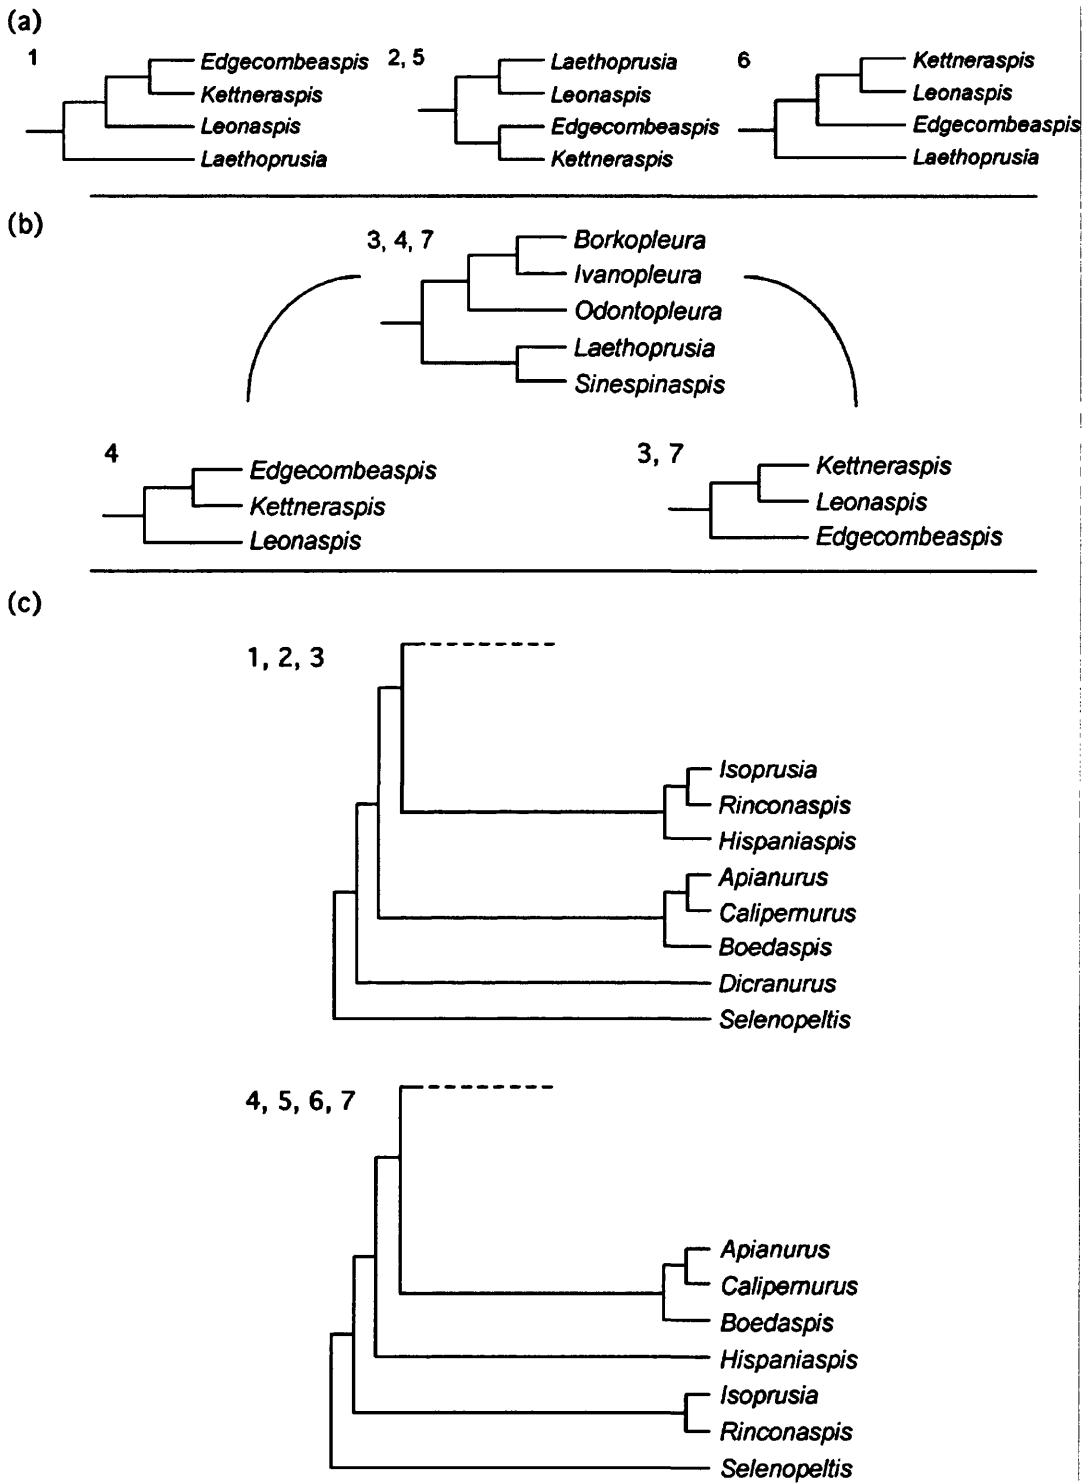 (a)
1
Edgecombeaspis
Kettneraspis
Leonaspis
Laethoprusia
2, 5
Laethoprusia
Leonaspis
Edgecombeaspis
Kettneraspis
6
Kettneraspis
Leonaspis
Edgecombeaspis
Laethoprusia
(b)
3, 4, 7
Borkopleura
Ivanopleura
Odontopleura
Laethoprusia
Sinespinaspis
4
Edgecombeaspis
Kettneraspis
Leonaspis
3, 7
Kettneraspis
Leonaspis
Edgecombeaspis
(c)
1, 2, 3
Isoprusia
Rinconaspis
Hispaniaspis
Apianurus
Calipernurus
Boedaspis
Dicranurus
Selenopeltis
4, 5, 6, 7
Apianurus
Calipernurus
Boedaspis
Hispaniaspis
Isoprusia
Rinconaspis
Selenopeltis